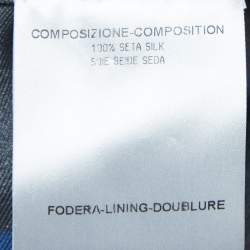 COMPOSIZIONE-COMPOSITION
100% SETA SILK
SOIE SEIDE SEDA
FODERA-LINING-DOUBLURE